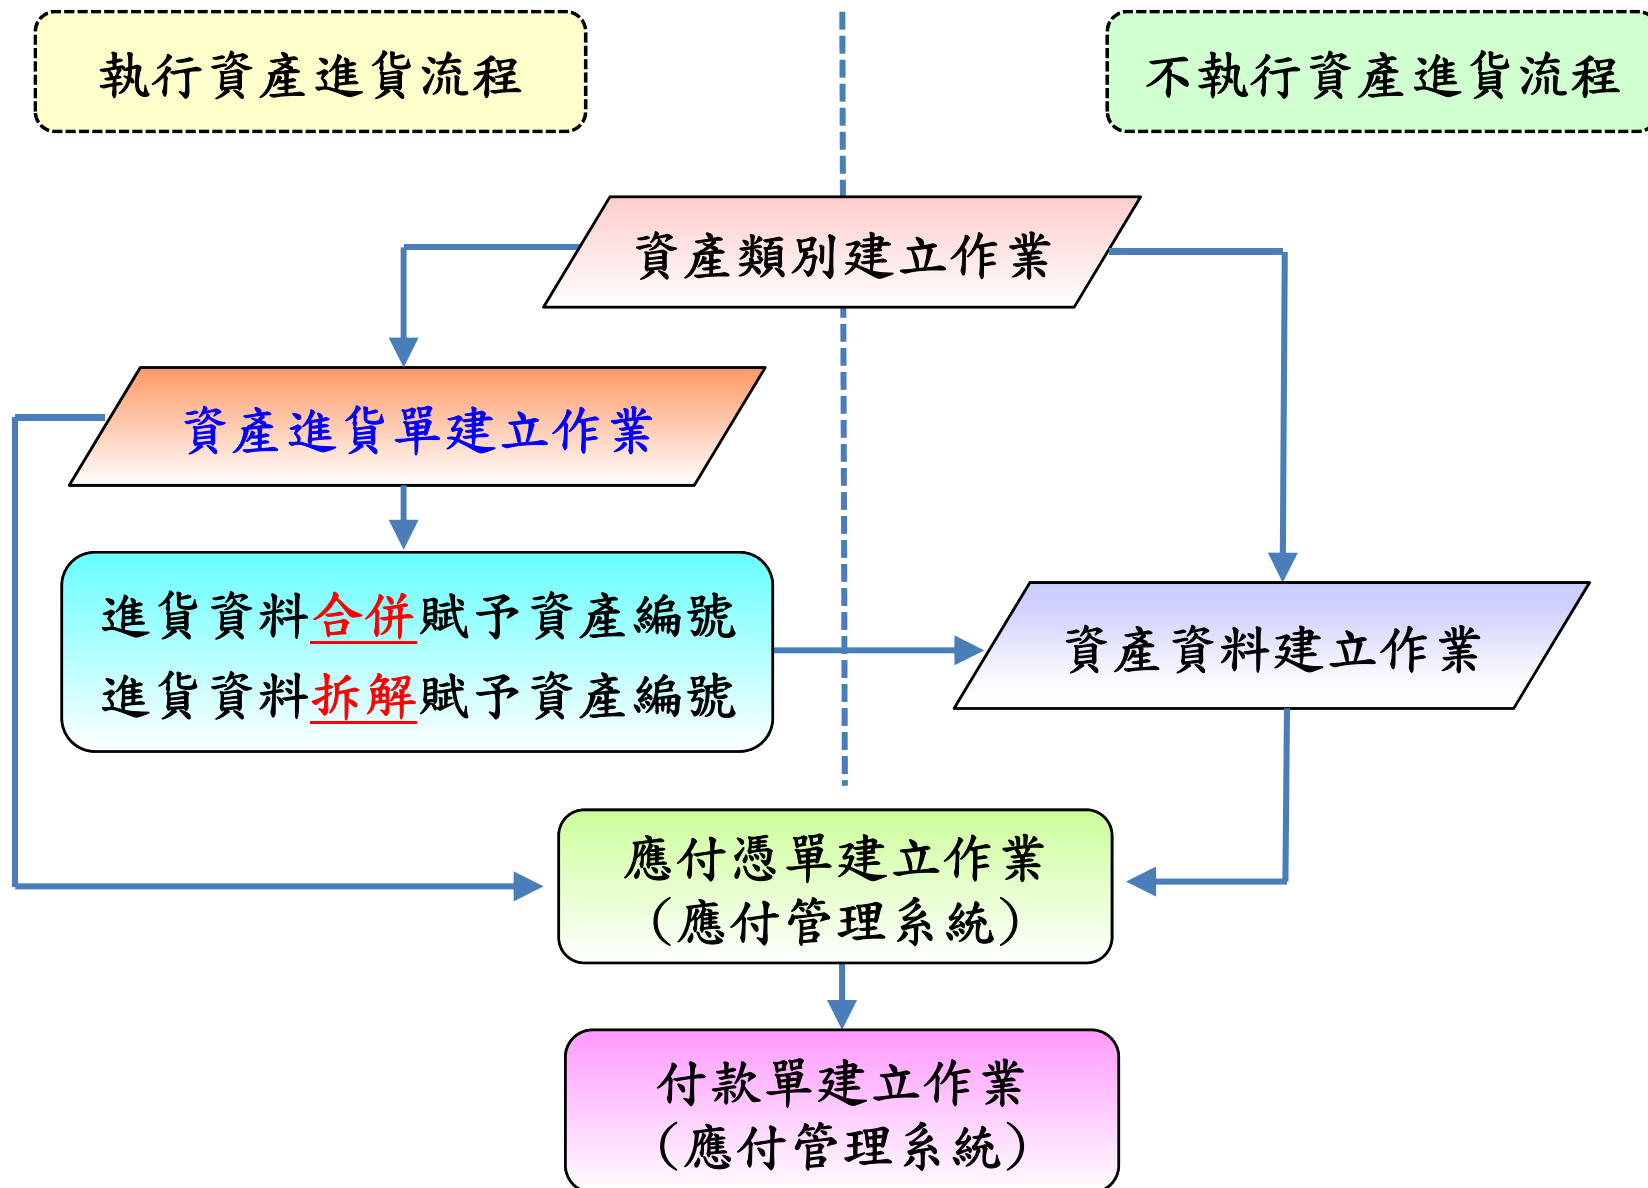 執行資產進貨流程
不執行資產進貨流程
資產類別建立作業
資產進貨單建立作業
進貨資料合併賦予資產編號
進貨資料拆解賦予資產編號
資產資料建立作業
應付憑單建立作業
（應付管理系統）
付款單建立作業
（應付管理系統）